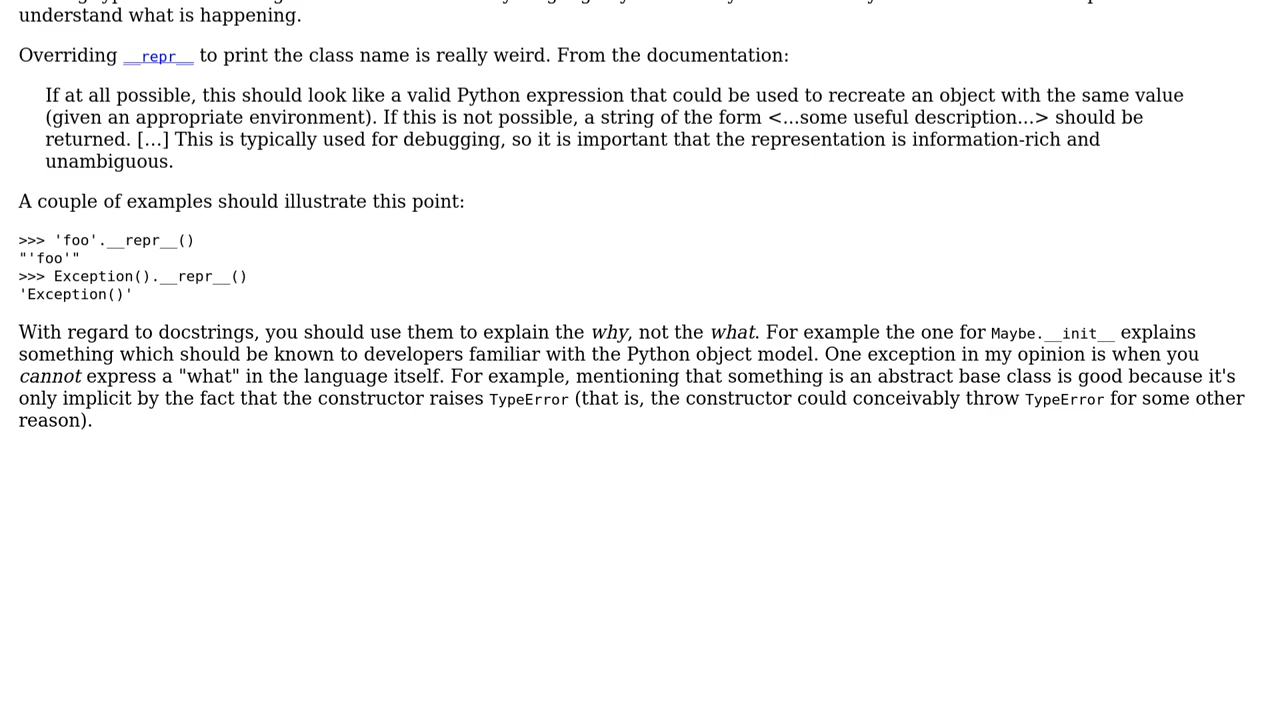 understand what is happening.
Overriding __repr__ to print the class name is really weird. From the documentation:
If at all possible, this should look like a valid Python expression that could be used to recreate an object with the same value
(given an appropriate environment). If this is not possible, a string of the form <...some useful description...> should be
returned. [...] This is typically used for debugging, so it is important that the representation is information-rich and
unambiguous.
A couple of examples should illustrate this point:
>>> 'foo'.__repr__()
"'foo'"
>>> Exception().__repr__()
'Exception()'
With regard to docstrings, you should use them to explain the why, not the what. For example the one for Maybe.__init__ explains
something which should be known to developers familiar with the Python object model. One exception in my opinion is when you
cannot express a "what" in the language itself. For example, mentioning that something is an abstract base class is good because it's
only implicit by the fact that the constructor raises TypeError (that is, the constructor could conceivably throw TypeError for some other
reason).